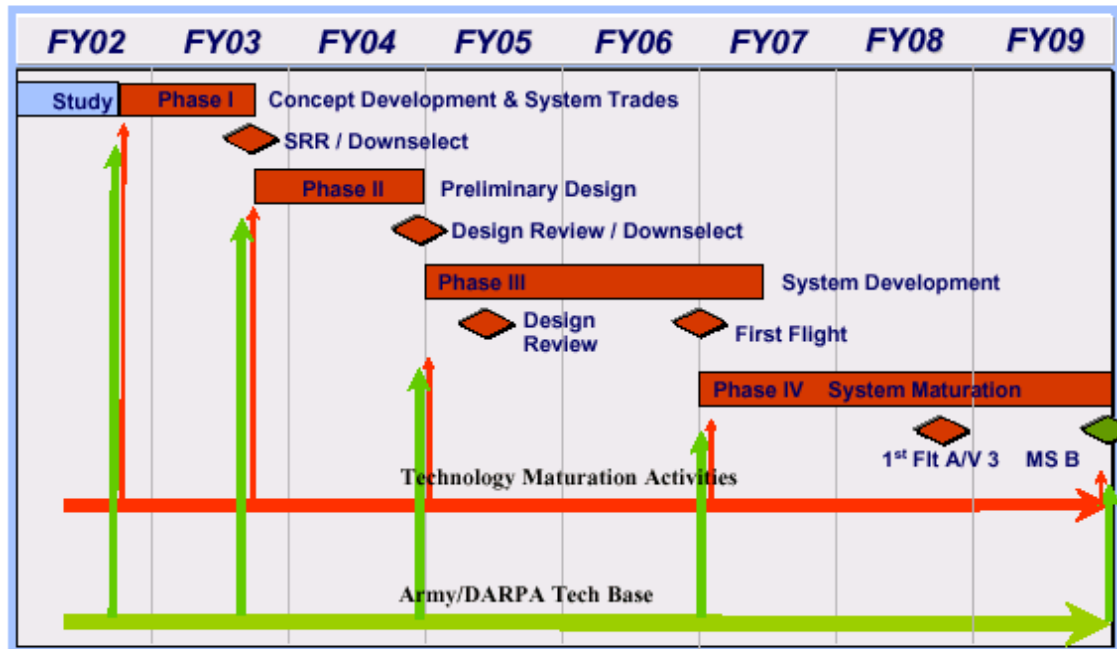 FY02 FY03 FY04 FY05 FY06 FY07 FY08 FY09
Study Phase I Concept Development & System Trades
SRR / Downselect
Phase II Preliminary Design
Design Review / Downselect
Phase III System Development
Design
Review
First Flight
Phase IV System Maturation
1st Flt A/V 3 MS B
Technology Maturation Activities
Army/DARPA Tech Base